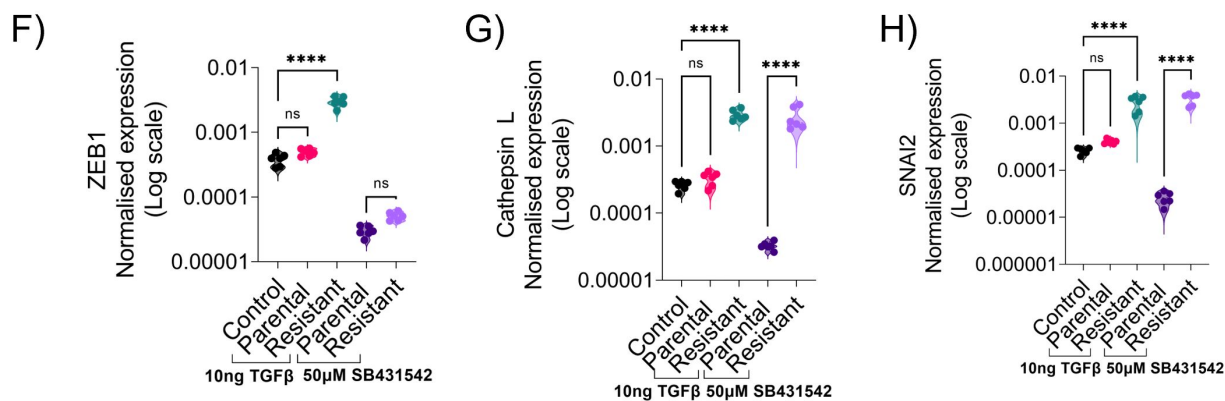 F)
ZEB1
Normalised expression
(Log scale)
0.01
0.001
0.0001
0.00001
ns
****
ns
Control
Parental
Resistant
Parental
Resistant
10ng TGFβ 50μM SB431542
G)
Cathepsin L
Normalised expression
(Log scale)
0.01
0.001
0.0001
0.00001
****
ns
****
Control
Parental
Resistant
Parental
Resistant
10ng TGFβ 50μM SB431542
H)
SNAI2
Normalised expression
(Log scale)
0.01
0.001
0.0001
0.00001
0.000001
****
ns
****
Control
Parental
Resistant
Parental
Resistant
10ng TGFβ 50μM SB431542